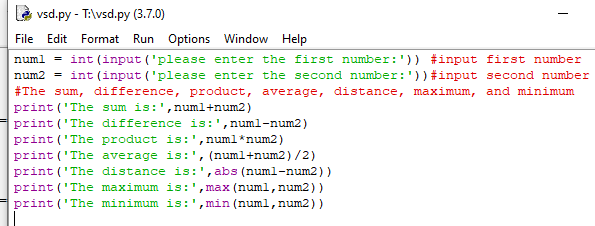 vsd.py - T:\vsd.py (3.7.0)
File Edit Format Run Options Window Help
num1 = int(input('please enter the first number:')) #input first number
num2 = int(input('please enter the second number:'))#input second number
#The sum, difference, product, average, distance, maximum, and minimum
print('The sum is:',num1+num2)
print('The difference is:',num1-num2)
print('The product is:',num1*num2)
print('The average is:',(num1+num2)/2)
print('The distance is:',abs(num1-num2))
print('The maximum is:',max(num1,num2))
print('The minimum is:',min(num1,num2))